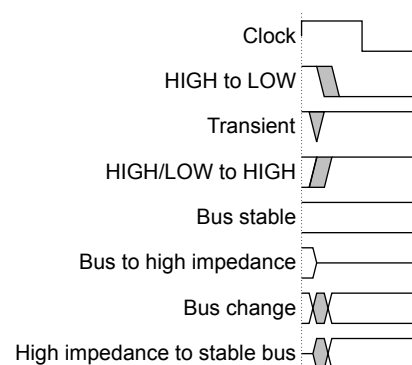 Clock
HIGH to LOW
Transient
HIGH/LOW to HIGH
Bus stable
Bus to high impedance
Bus change
High impedance to stable bus